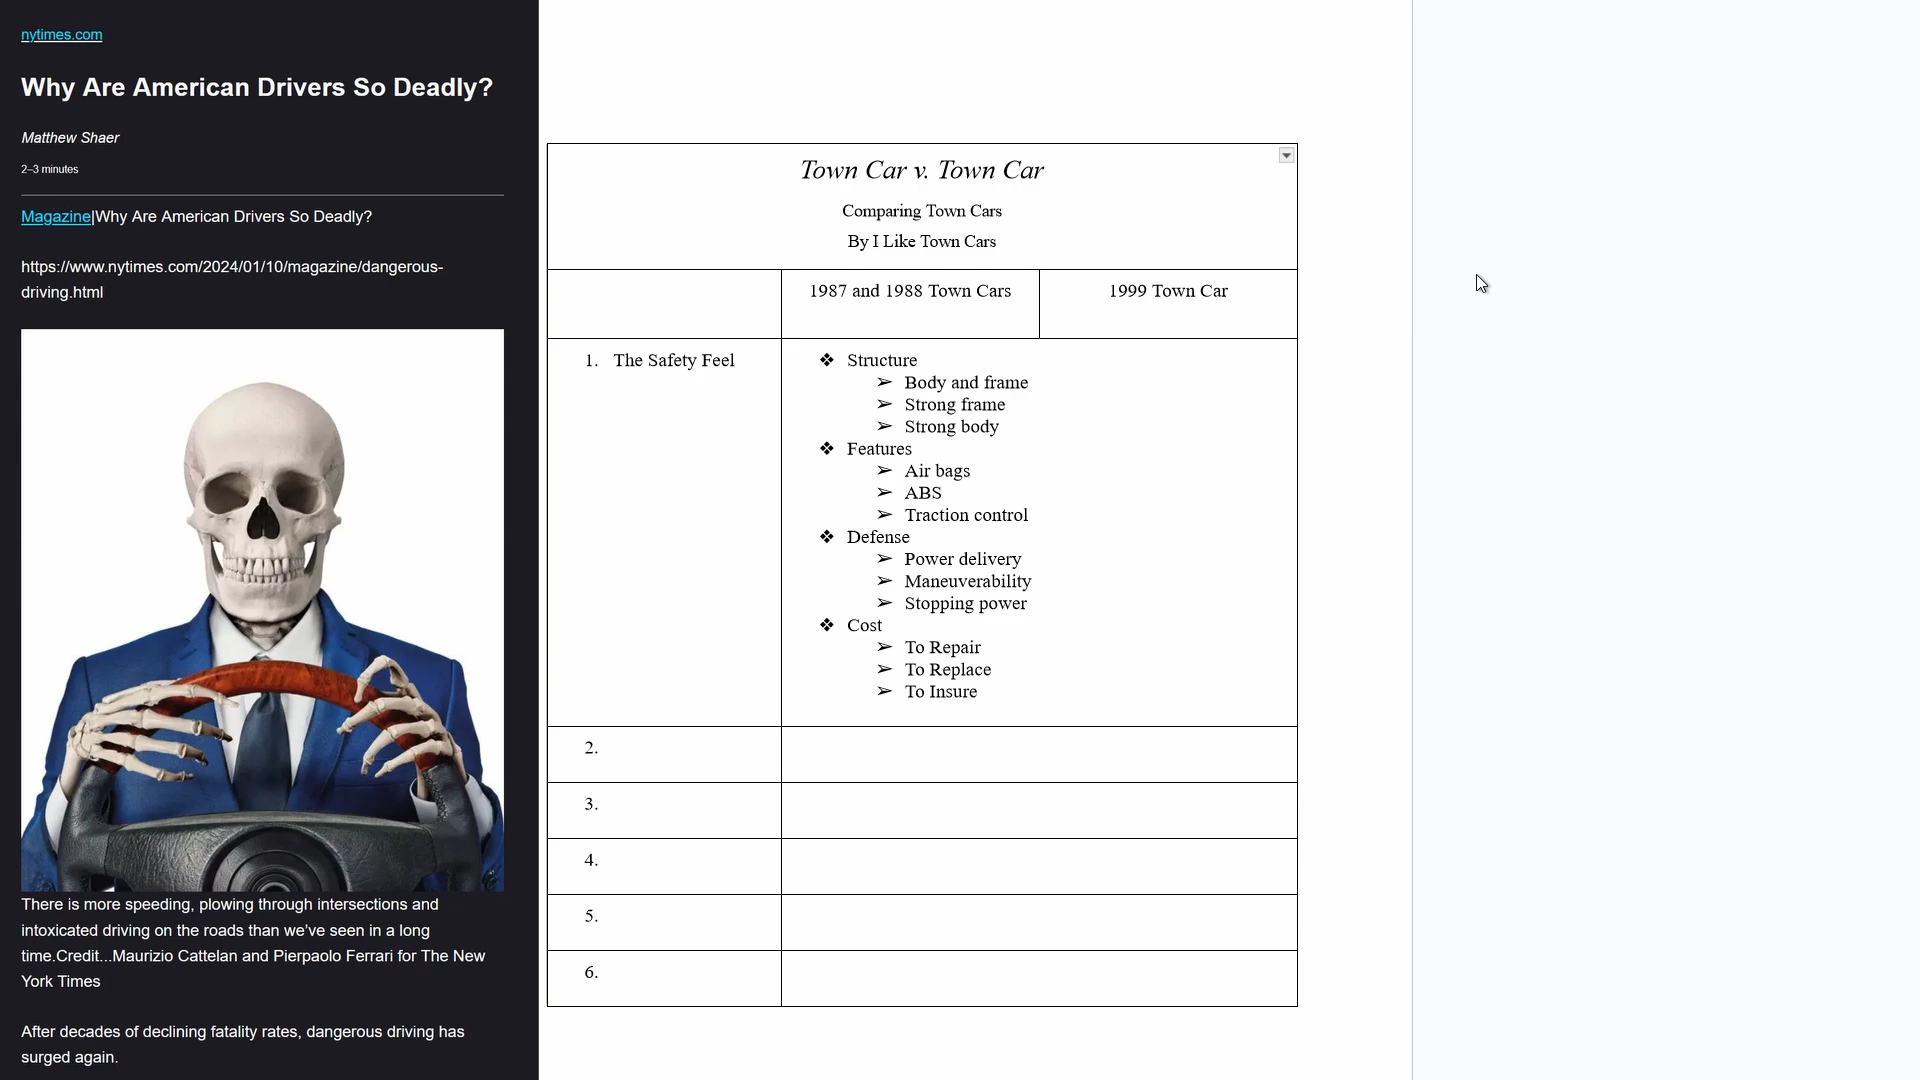 nytimes.com
Why Are American Drivers So Deadly?
Matthew Shaer
2–3 minutes
Magazine|Why Are American Drivers So Deadly?
https://www.nytimes.com/2024/01/10/magazine/dangerous-
driving.html
There is more speeding, plowing through intersections and
intoxicated driving on the roads than we've seen in a long
time.Credit...Maurizio Cattelan and Pierpaolo Ferrari for The New
York Times
After decades of declining fatality rates, dangerous driving has
surged again.
Town Car v. Town Car
Comparing Town Cars
By I Like Town Cars
1987 and 1988 Town Cars
1999 Town Car
1. The Safety Feel
❖ Structure
➢ Body and frame
➢ Strong frame
➢ Strong body
❖ Features
➢ Air bags
➢ ABS
➢ Traction control
❖ Defense
➢ Power delivery
➢ Maneuverability
➢ Stopping power
❖ Cost
➢ To Repair
➢ To Replace
➢ To Insure
2.
3.
4.
5.
6.